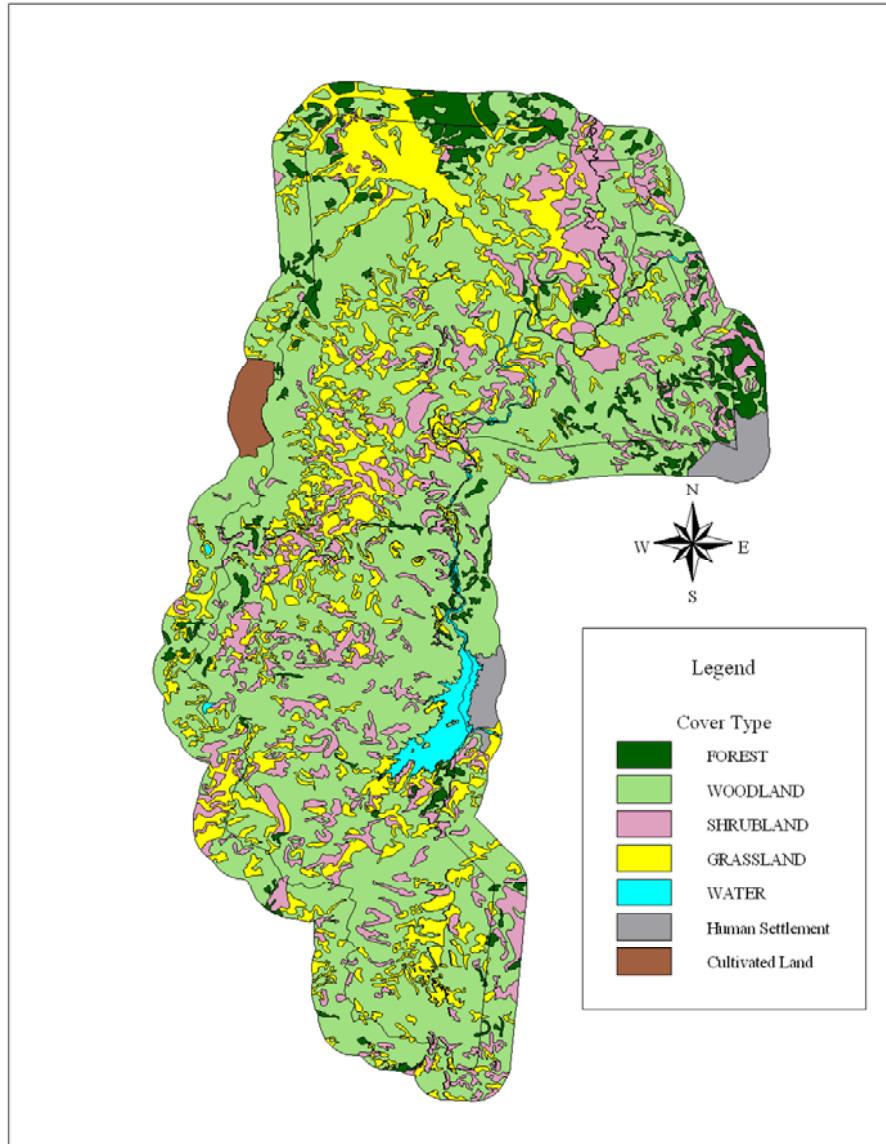 N
W E
S
Legend
Cover Type
FOREST
WOODLAND
SHRUBLAND
GRASSLAND
WATER
Human Settlement
Cultivated Land